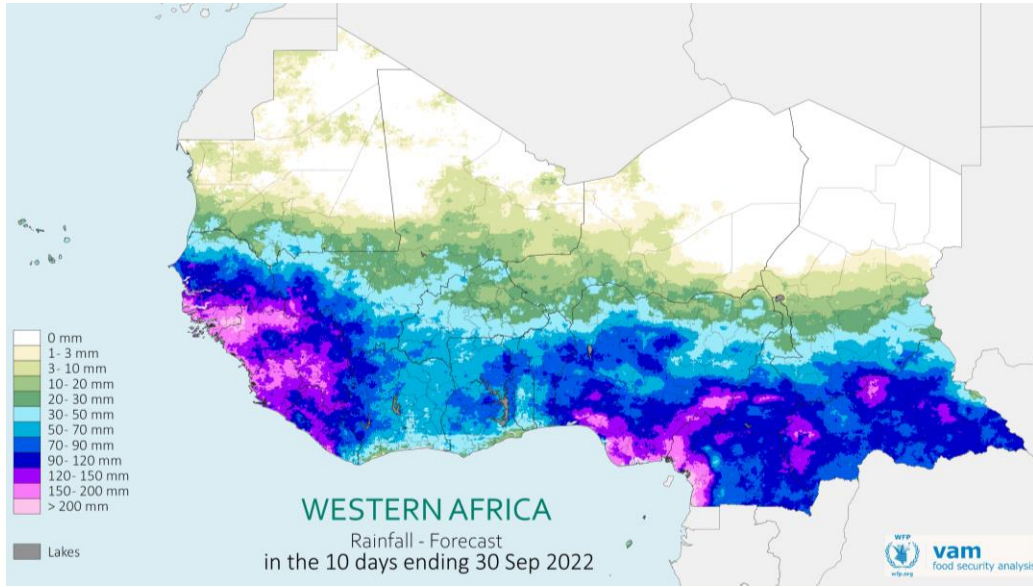 0 mm
1- 3 mm
3- 10 mm
10- 20 mm
20- 30 mm
30- 50 mm
50- 70 mm
70- 90 mm
90- 120 mm
120- 150 mm
150- 200 mm
> 200 mm
Lakes
WESTERN AFRICA
Rainfall - Forecast
in the 10 days ending 30 Sep 2022
WFP
wfp.org
vam
food security analysis